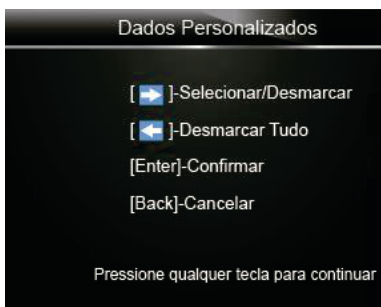 Dados Personalizados
[➡]-Selecionar/Desmarcar
[⬅]-Desmarcar Tudo
[Enter]-Confirmar
[Back]-Cancelar
Pressione qualquer tecla para continuar